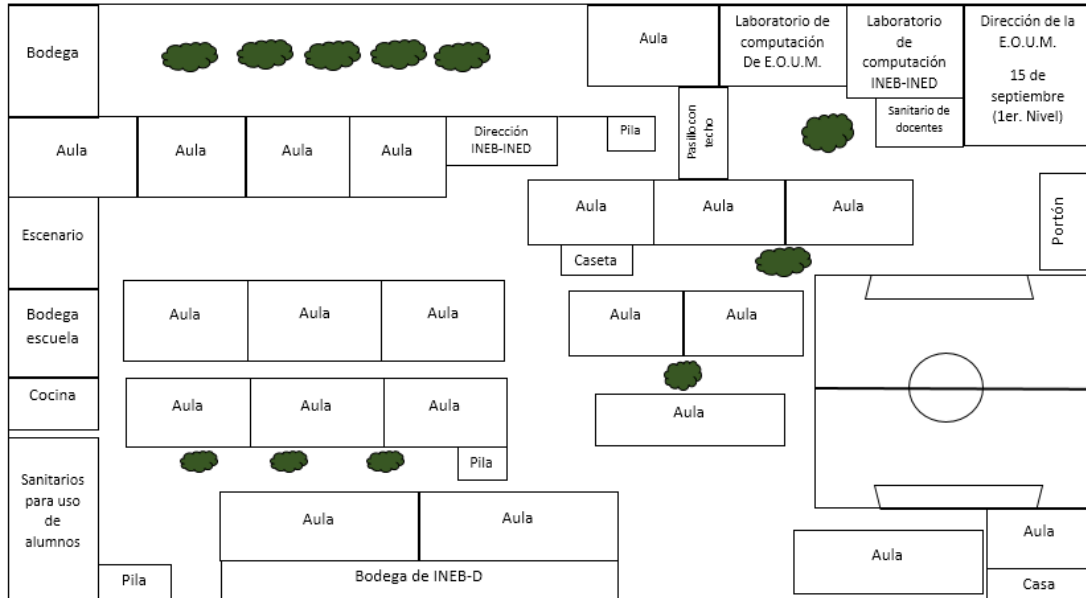 Bodega
Aula
Laboratorio de
computación
De E.O.U.M.
Laboratorio
de
computación
INEB-INED
Dirección de la
E.O.U.M.
15 de
septiembre
(1er. Nivel)
Sanitario de
docentes
Aula
Aula
Aula
Aula
Dirección
INEB-INED
Pila
Pasillo con
techo
Aula
Aula
Aula
Portón
Escenario
Caseta
Bodega
escuela
Aula
Aula
Aula
Aula
Aula
Cocina
Aula
Aula
Aula
Aula
Pila
Sanitarios
para uso
de
alumnos
Aula
Aula
Aula
Aula
Pila
Bodega de INEB-D
Casa